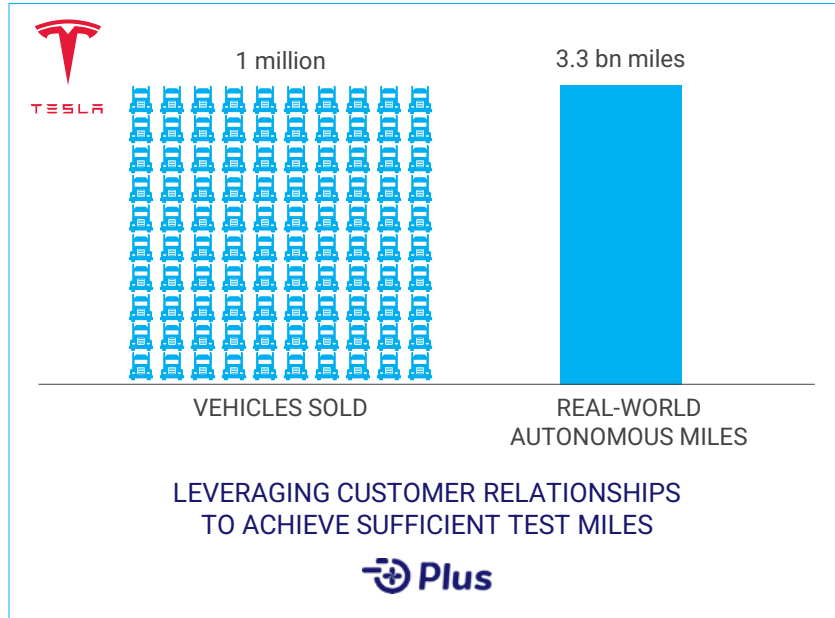 TESLA
1 million
3.3 bn miles
VEHICLES SOLD
REAL-WORLD
AUTONOMOUS MILES
LEVERAGING CUSTOMER RELATIONSHIPS
TO ACHIEVE SUFFICIENT TEST MILES
Plus